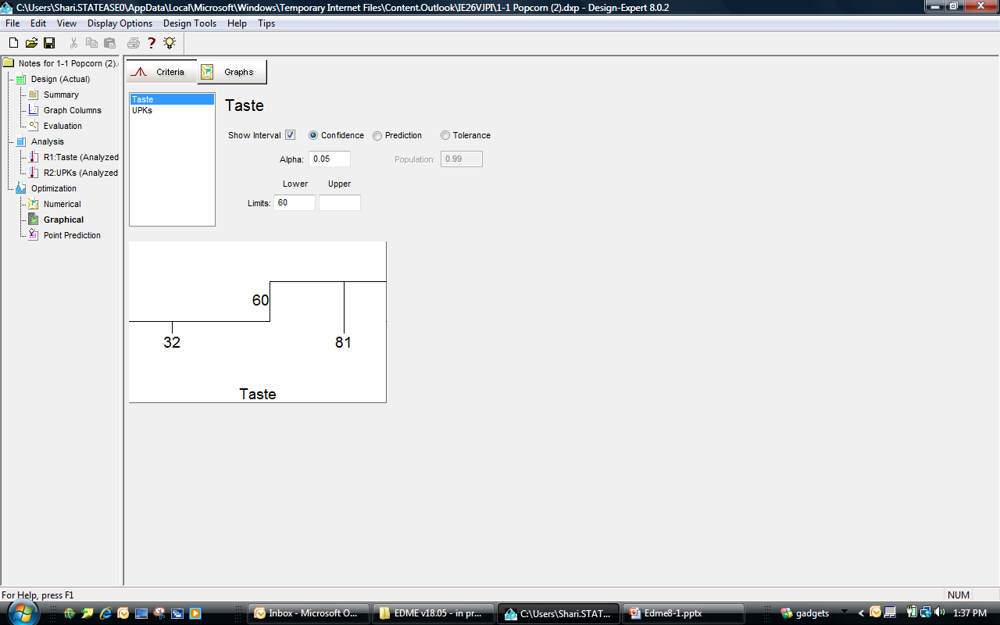 C:\Users\Shari.STATEASE0\AppData\Local\Microsoft\Windows\Temporary Internet Files\Content.Outlook\IE26VJPI\1-1 Popcorn (2).dxp - Design-Expert 8.0.2
File Edit View Display Options Design Tools Help Tips
Notes for 1-1 Popcorn (2).
Design (Actual)
Summary
Graph Columns
Evaluation
Analysis
R1:Taste (Analyzed
R2:UPKs (Analyzed
Optimization
Numerical
Graphical
Point Prediction
Criteria Graphs
Taste
UPKs
Taste
Show Interval Confidence Prediction Tolerance
Alpha: 0.05 Population: 0.99
Lower Upper
Limits: 60
60
32 81
Taste
For Help, press F1
NUM
Inbox - Microsoft O... EDME v18.05 - in pr... C:\Users\Shari.STAT... Edme8-1.pptx gadgets 1:37 PM